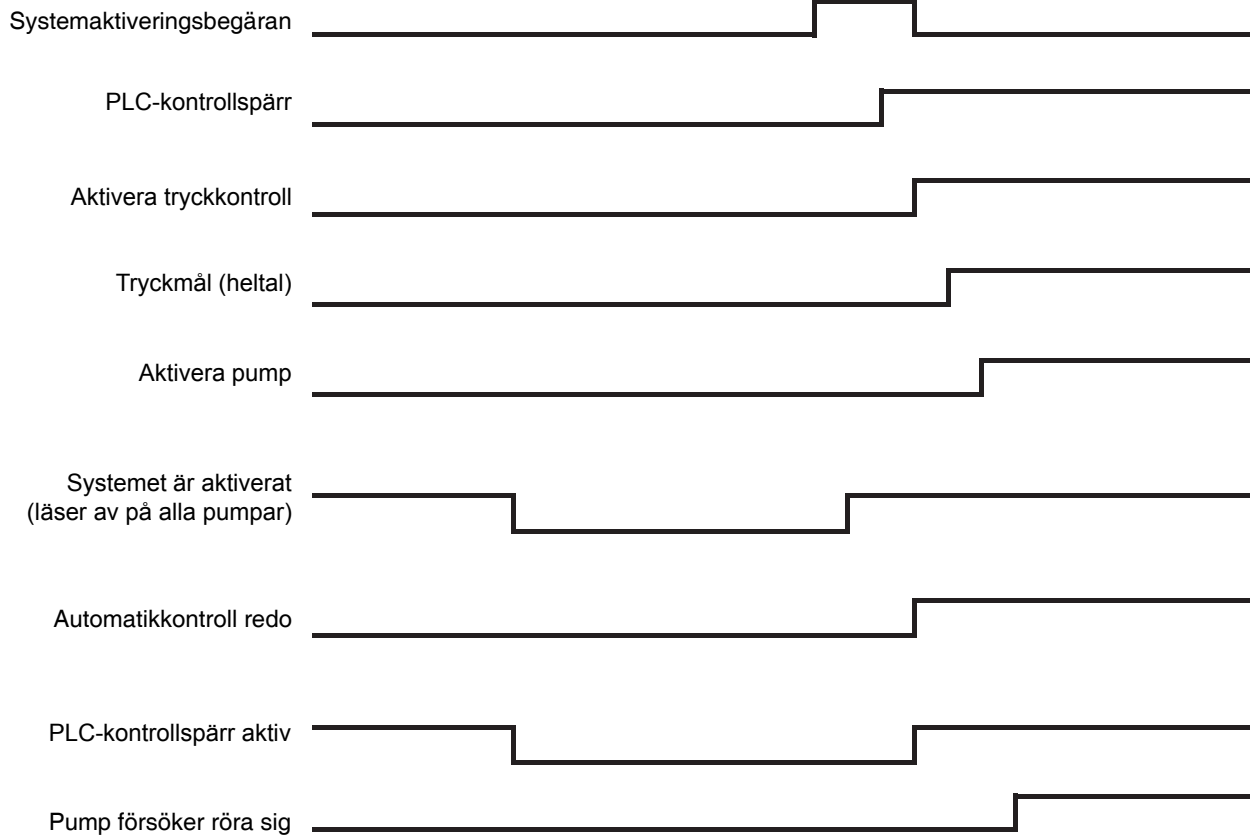 Systemaktiveringsbegäran
PLC-kontrollspärr
Aktivera tryckkontroll
Tryckmål (heltal)
Aktivera pump
Systemet är aktiverat
(läser av på alla pumpar)
Automatikkontroll redo
PLC-kontrollspärr aktiv
Pump försöker röra sig